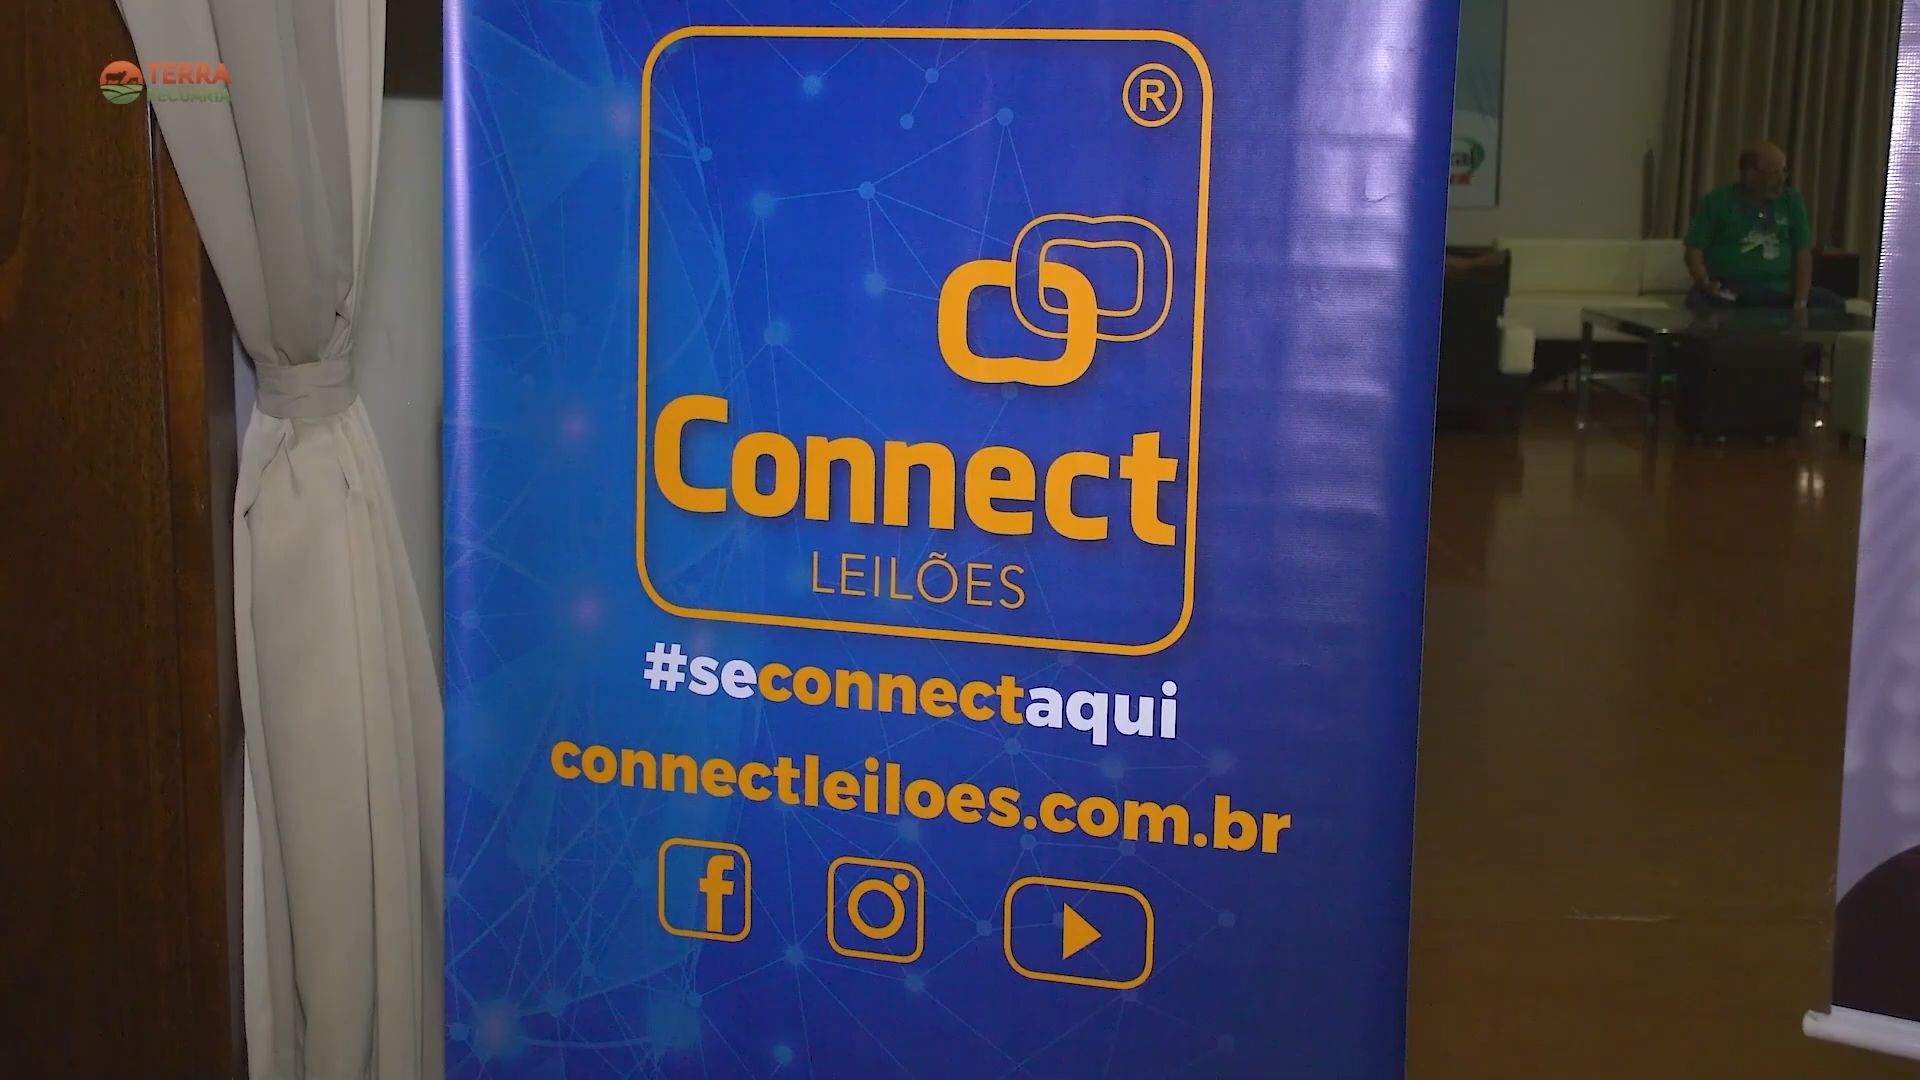 TERRA
PECUÁRIA
®
Connect
LEILÕES
#seconnectaqui
connectleiloes.com.br